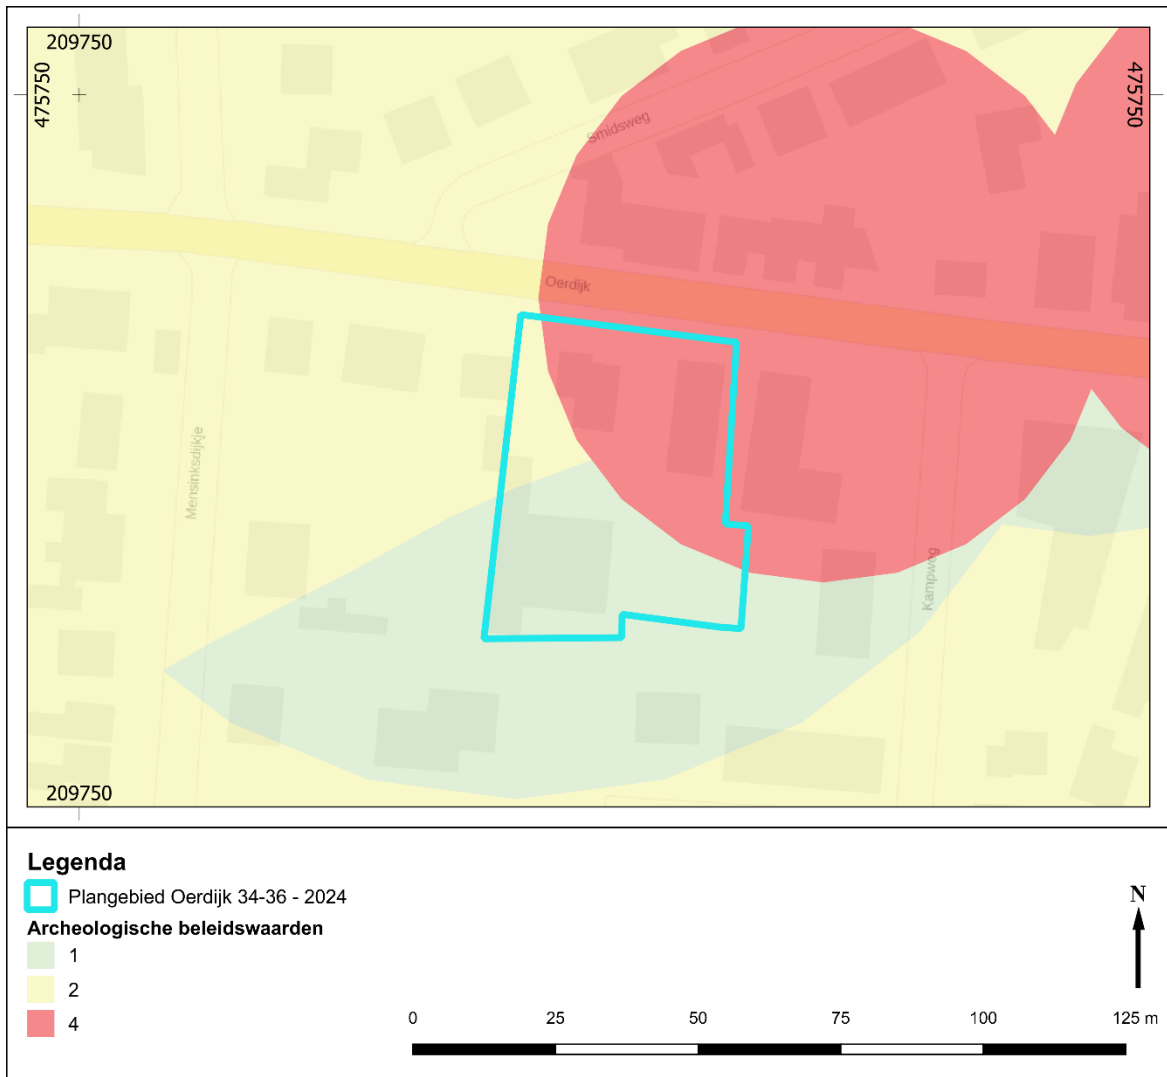 209750
475750
475750
Smidsweg
Oerdijk
Mensinksdijkje
Kampweg
209750
Legenda
Plangebied Oerdijk 34-36 - 2024
Archeologische beleidswaarden
1
2
4
N
0 25 50 75 100 125 m